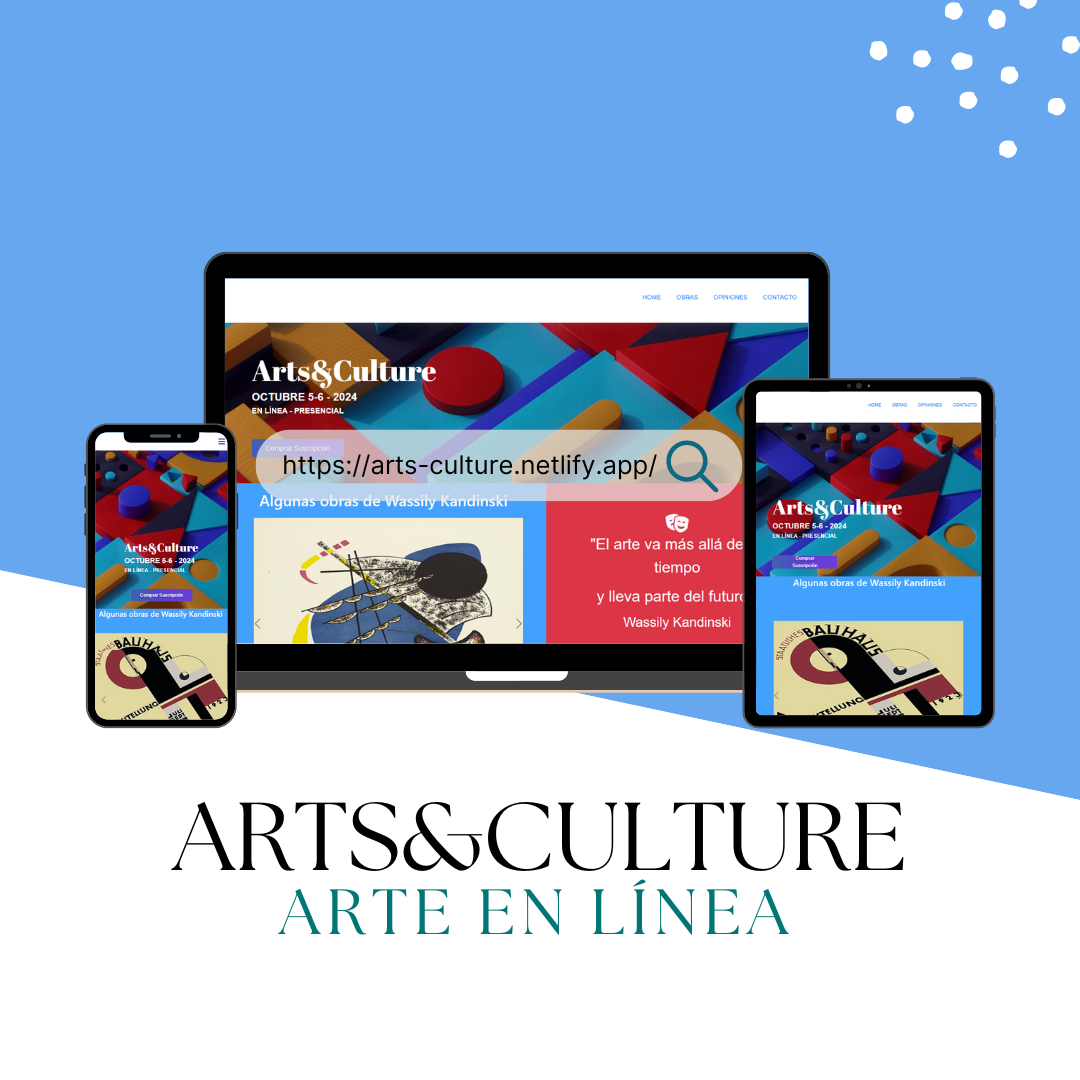 HOME OBRAS OPINIONES CONTACTO
Arts&Culture
OCTUBRE 5-6 - 2024
EN LÍNEA - PRESENCIAL
Comprar Suscripción
https://arts-culture.netlify.app/
Algunas obras de Wassily Kandinski
"El arte va más allá de
tiempo
y lleva parte del futuro
Wassily Kandinski
Arts&Culture
OCTUBRE 5-6 - 2024
EN LÍNEA - PRESENCIAL
Comprar Suscripción
Algunas obras de Wassily Kandinski
STAATLICHES
BAUHAUS
1923
HOME OBRAS OPINIONES CONTACTO
Arts&Culture
OCTUBRE 5-6 - 2024
EN LÍNEA - PRESENCIAL
Comprar
Suscripción
Algunas obras de Wassily Kandinski
STAATLICHES
BAUHAUS
1923
ARTS&CULTURE
ARTE EN LÍNEA